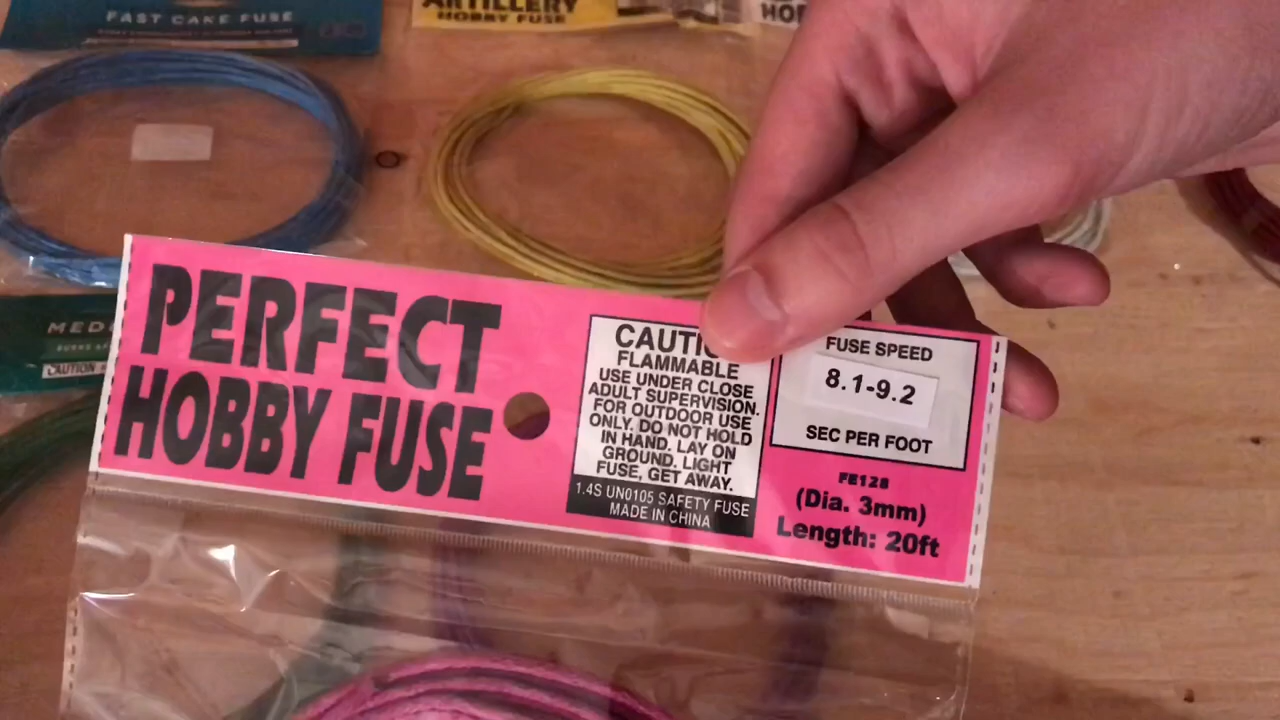 FAST CAKE FUSE
ARTILLERY
HOBBY FUSE
PERFECT
HOBBY FUSE
FLAMMABLE
USE UNDER CLOSE
ADULT SUPERVISION.
FOR OUTDOOR USE
ONLY. DO NOT HOLD
IN HAND. LAY ON
GROUND. LIGHT
FUSE, GET AWAY.
1.4S UN0105 SAFETY FUSE
MADE IN CHINA
FUSE SPEED
8.1-9.2
SEC PER FOOT
FE128
(Dia. 3mm)
Length: 20ft
CAUTION